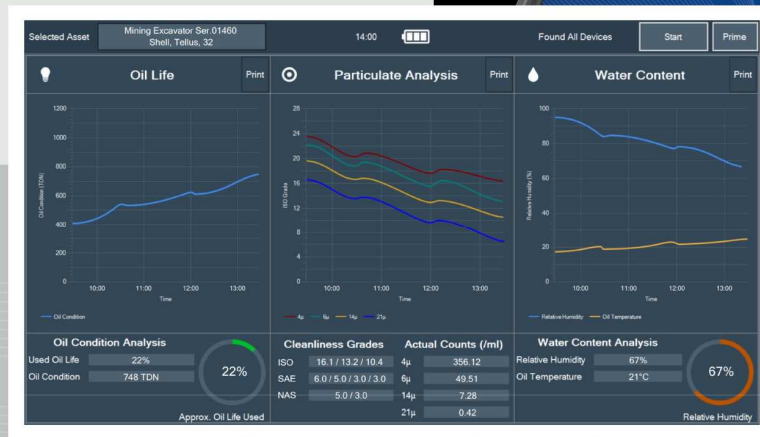 Selected Asset
Mining Excavator Ser.01460
Shell, Tellus, 32
14:00
Found All Devices
Start
Prime
Oil Life
Print
Particulate Analysis
Print
Water Content
Print
1200
1000
800
600
400
200
0
Oil Condition (TDN)
10:00 11:00 12:00 13:00
Time
Oil Condition
28
24
20
16
12
8
4
0
ISO Grade
10:00 11:00 12:00 13:00
Time
4µ 6µ 14µ 21µ
100
80
60
40
20
0
Relative Humidity (%)
10:00 11:00 12:00 13:00
Time
Relative Humidity Oil Temperature
Oil Condition Analysis
Used Oil Life 22%
Oil Condition 748 TDN
22%
Approx. Oil Life Used
Cleanliness Grades
ISO 16.1 / 13.2 / 10.4
SAE 6.0 / 5.0 / 3.0 / 3.0
NAS 5.0 / 3.0
Actual Counts (/ml)
4µ 356.12
6µ 49.51
14µ 7.28
21µ 0.42
Water Content Analysis
Relative Humidity 67%
Oil Temperature 21°C
67%
Relative Humidity